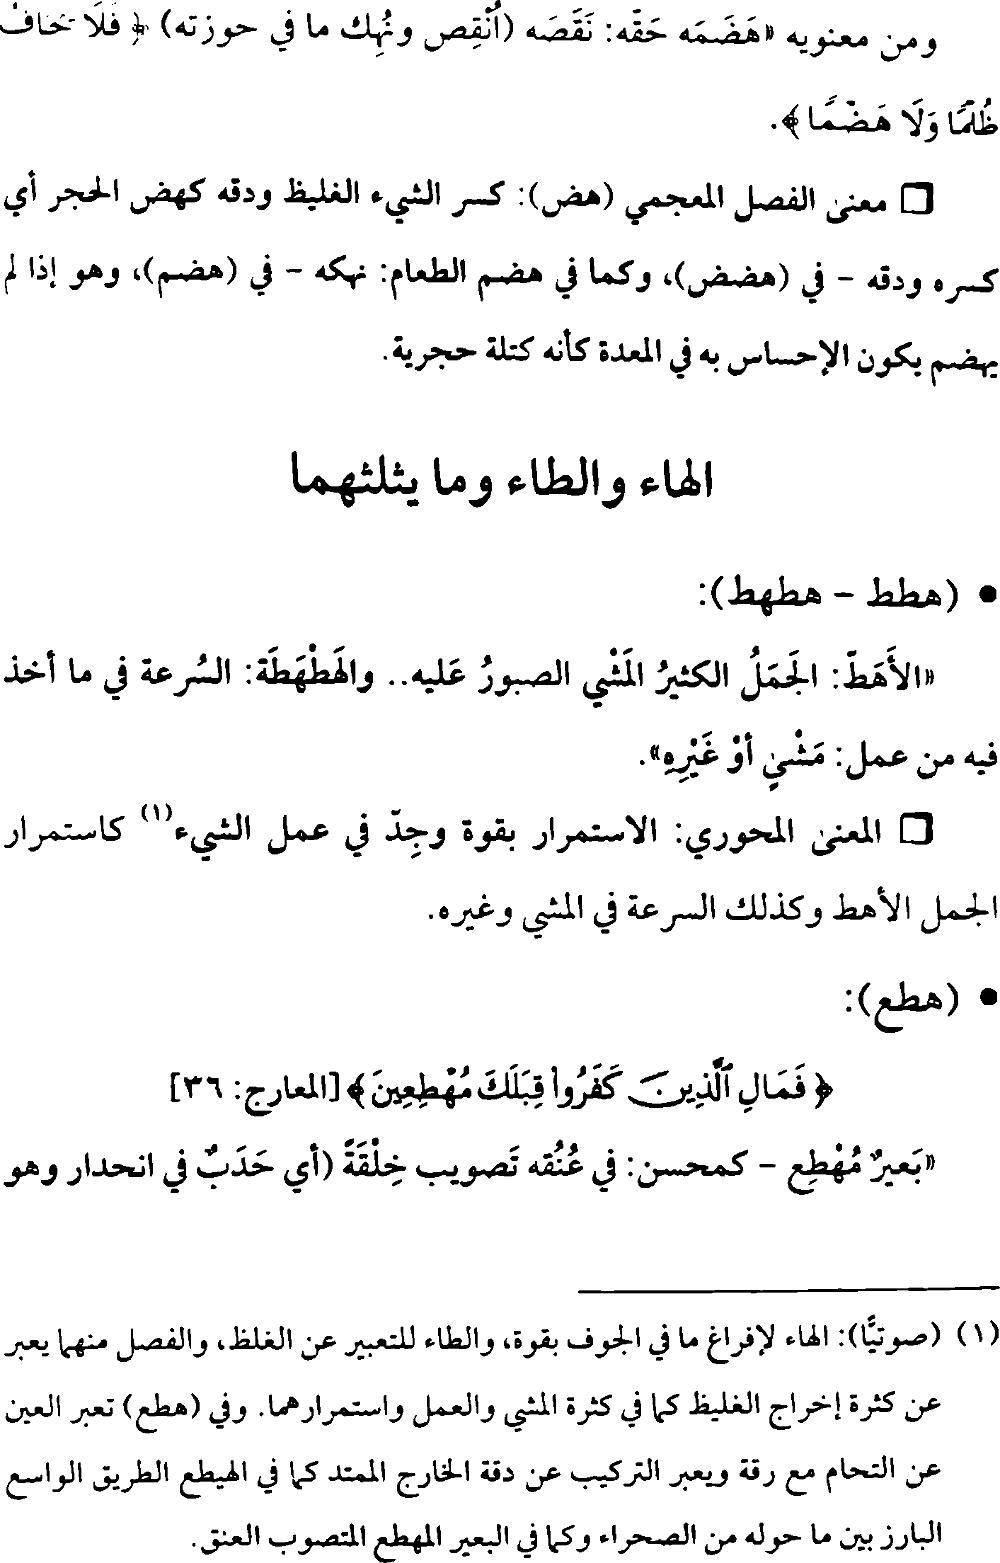 ومن معنويه «هَضَمَه حَقّه: نَقَصَه (اُنْقِص ونُهِك ما في حوزته) ﴿ فَلَا يَخَافُ
ظُلْمًا وَلَا هَضْمًا ﴾.
□ معنى الفصل المعجمي (هض): كسر الشيء الغليظ ودقه كهض الحجر أي
كسره ودقه - في (هضض)، وكما في هضم الطعام: نهكه - في (هضم)، وهو إذا لم
يهضم يكون الإحساس به في المعدة كأنه كتلة حجرية.
الهاء والطاء وما يثلثهما
• (هطط - هطهط):
«الأَهَطّ: الجَمَلُ الكثيرُ المَشْي الصبورُ عَليه.. والهَطْهَطَة: السُرعة في ما أخذ
فيه من عمل: مَشْيٍ أوْ غَيْرِهِ».
□ المعنى المحوري: الاستمرار بقوة وجِدّ في عمل الشيء(١) كاستمرار
الجمل الأهط وكذلك السرعة في المشي وغيره.
• (هطع):
﴿ فَمَالِ ٱلَّذِينَ كَفَرُوا۟ قِبَلَكَ مُهْطِعِينَ ﴾ [المعارج: ٣٦]
«بَعيرٌ مُهْطِع - كمحسن: في عُنُقه تَصويب خِلْقَةً (أي حَدَبٌ في انحدار وهو
(١) (صوتيًّا): الهاء لإفراغ ما في الجوف بقوة، والطاء للتعبير عن الغلظ، والفصل منهما يعبر
عن كثرة إخراج الغليظ كما في كثرة المشي والعمل واستمرارهما. وفي (هطع) تعبر العين
عن التحام مع رقة ويعبر التركيب عن دقة الخارج الممتد كما في الهيطع الطريق الواسع
البارز بين ما حوله من الصحراء وكما في البعير المهطع المتصوب العنق.